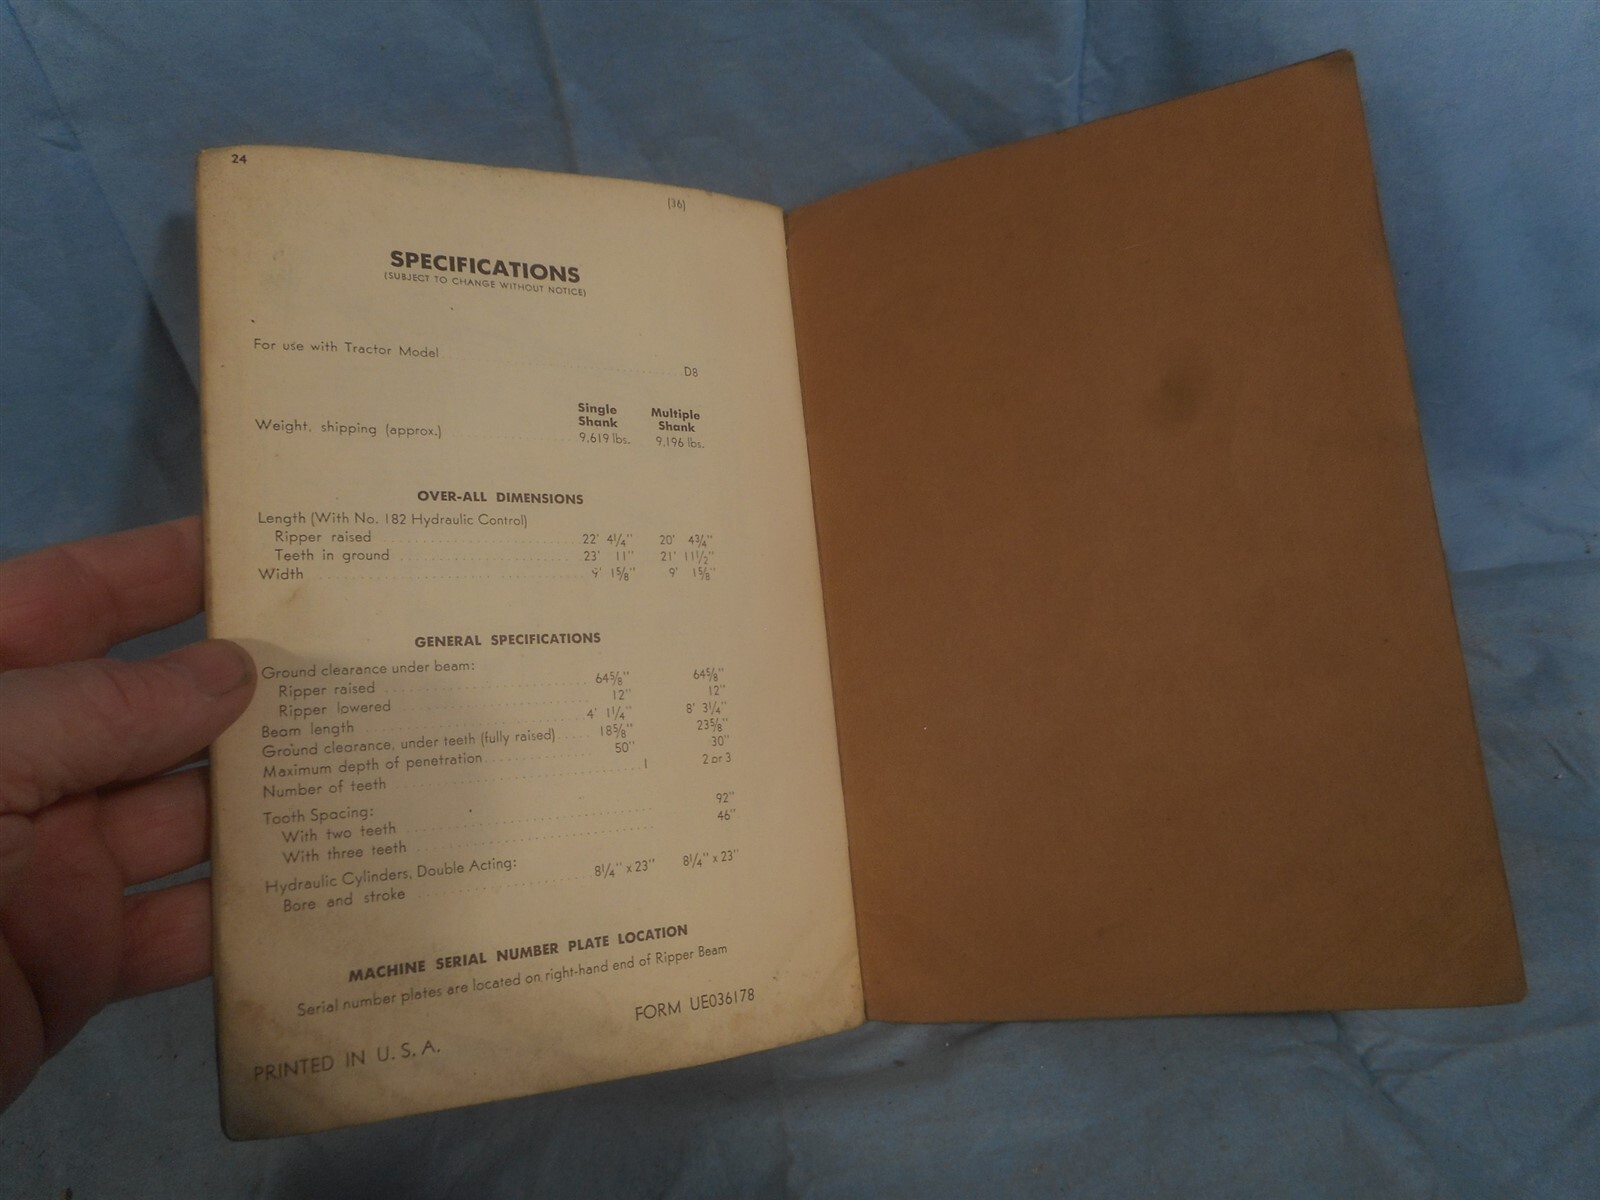 24
(36)
SPECIFICATIONS
(SUBJECT TO CHANGE WITHOUT NOTICE)
For use with Tractor Model D8
Single Shank Multiple Shank
Weight, shipping (approx.) 9,619 lbs. 9,196 lbs.
OVER-ALL DIMENSIONS
Length (With No. 182 Hydraulic Control)
Ripper raised 22' 4¼" 20' 4¾"
Teeth in ground 23' 11" 21' 11½"
Width 9' 1⅝" 9' 1⅝"
GENERAL SPECIFICATIONS
Ground clearance under beam:
Ripper raised 64⅝" 64⅝"
Ripper lowered 12" 12"
Beam length 4' 1¼" 8' 3¼"
Ground clearance, under teeth (fully raised) 18⅝" 23⅝"
Maximum depth of penetration 50" 30"
Number of teeth 1 2 or 3
Tooth Spacing:
With two teeth 92"
With three teeth 46"
Hydraulic Cylinders, Double Acting:
Bore and stroke 8¼" x 23" 8¼" x 23"
MACHINE SERIAL NUMBER PLATE LOCATION
Serial number plates are located on right-hand end of Ripper Beam
FORM UE036178
PRINTED IN U. S. A.